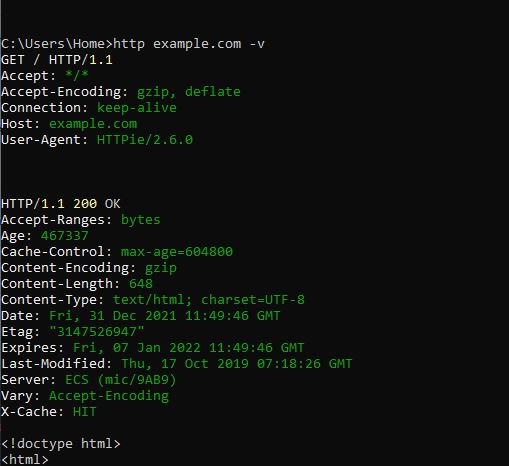 C:\Users\Home>http example.com -v
GET / HTTP/1.1
Accept: */*
Accept-Encoding: gzip, deflate
Connection: keep-alive
Host: example.com
User-Agent: HTTPie/2.6.0
HTTP/1.1 200 OK
Accept-Ranges: bytes
Age: 467337
Cache-Control: max-age=604800
Content-Encoding: gzip
Content-Length: 648
Content-Type: text/html; charset=UTF-8
Date: Fri, 31 Dec 2021 11:49:46 GMT
Etag: "3147526947"
Expires: Fri, 07 Jan 2022 11:49:46 GMT
Last-Modified: Thu, 17 Oct 2019 07:18:26 GMT
Server: ECS (mic/9AB9)
Vary: Accept-Encoding
X-Cache: HIT
<!doctype html>
<html>